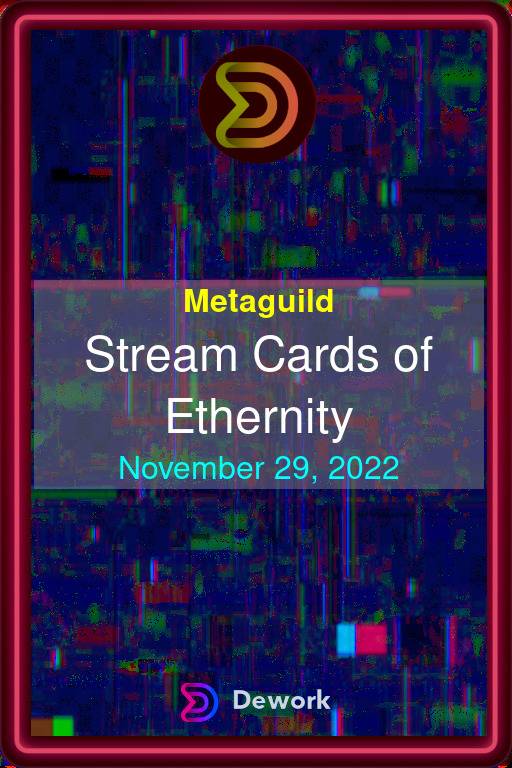 Metaguild
Stream Cards of
Ethernity
November 29, 2022
Dework